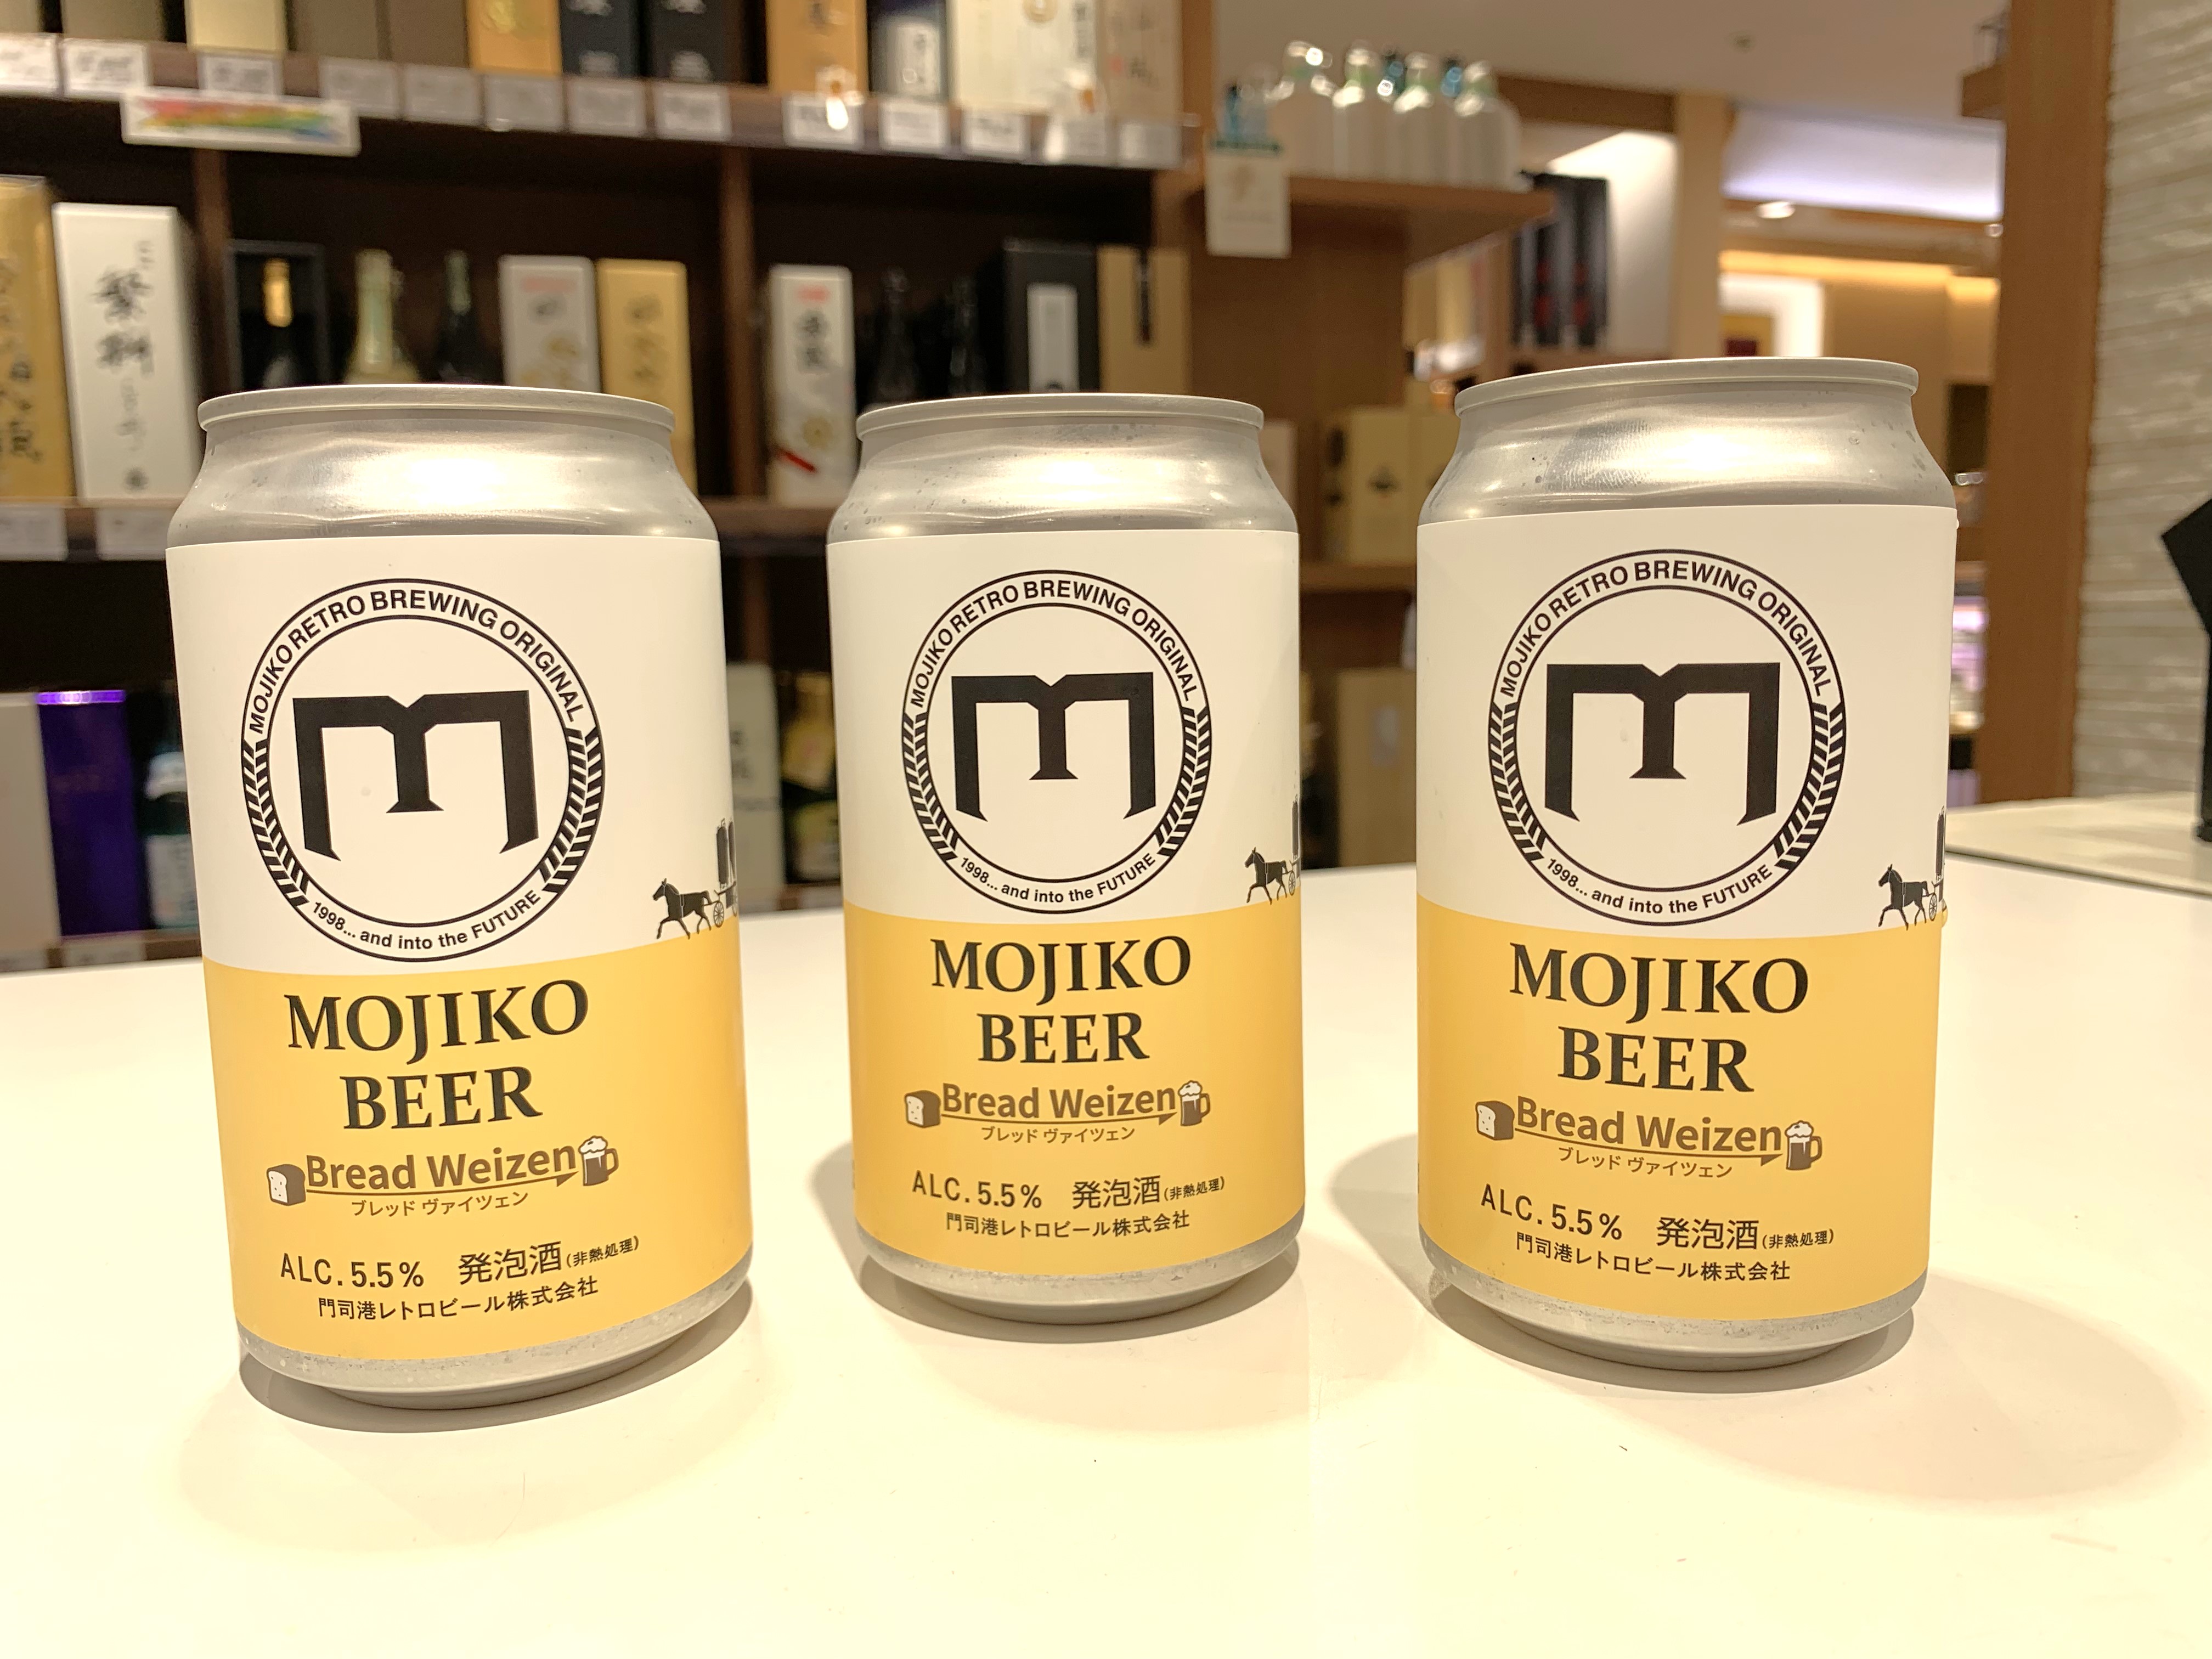 MOJIKO RETRO BREWING ORIGINAL
1998... and into the FUTURE
MOJIKO
BEER
Bread Weizen
ブレッド ヴァイツェン
ALC. 5.5% 発泡酒(非熱処理)
門司港レトロビール株式会社
MOJIKO RETRO BREWING ORIGINAL
1998... and into the FUTURE
MOJIKO
BEER
Bread Weizen
ブレッド ヴァイツェン
ALC. 5.5% 発泡酒(非熱処理)
門司港レトロビール株式会社
MOJIKO RETRO BREWING ORIGINAL
1998... and into the FUTURE
MOJIKO
BEER
Bread Weizen
ブレッド ヴァイツェン
ALC. 5.5% 発泡酒(非熱処理)
門司港レトロビール株式会社